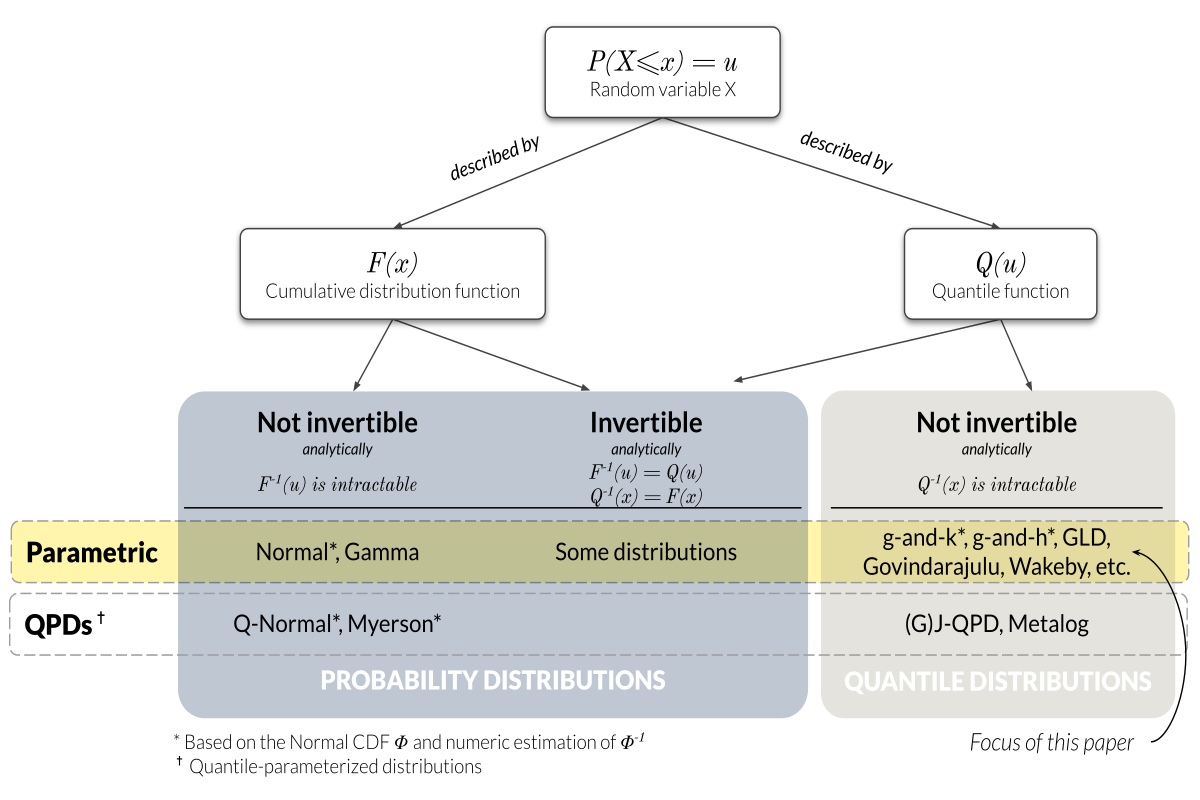 P(X⩽x) = u
Random variable X
described by
described by
F(x)
Cumulative distribution function
Q(u)
Quantile function
Not invertible
analytically
F⁻¹(u) is intractable
Invertible
analytically
F⁻¹(u) = Q(u)
Q⁻¹(x) = F(x)
Not invertible
analytically
Q⁻¹(x) is intractable
Parametric
Normal*, Gamma
Some distributions
g-and-k*, g-and-h*, GLD,
Govindarajulu, Wakeby, etc.
QPDs †
Q-Normal*, Myerson*
(G)J-QPD, Metalog
PROBABILITY DISTRIBUTIONS
QUANTILE DISTRIBUTIONS
* Based on the Normal CDF Φ and numeric estimation of Φ⁻¹
† Quantile-parameterized distributions
Focus of this paper